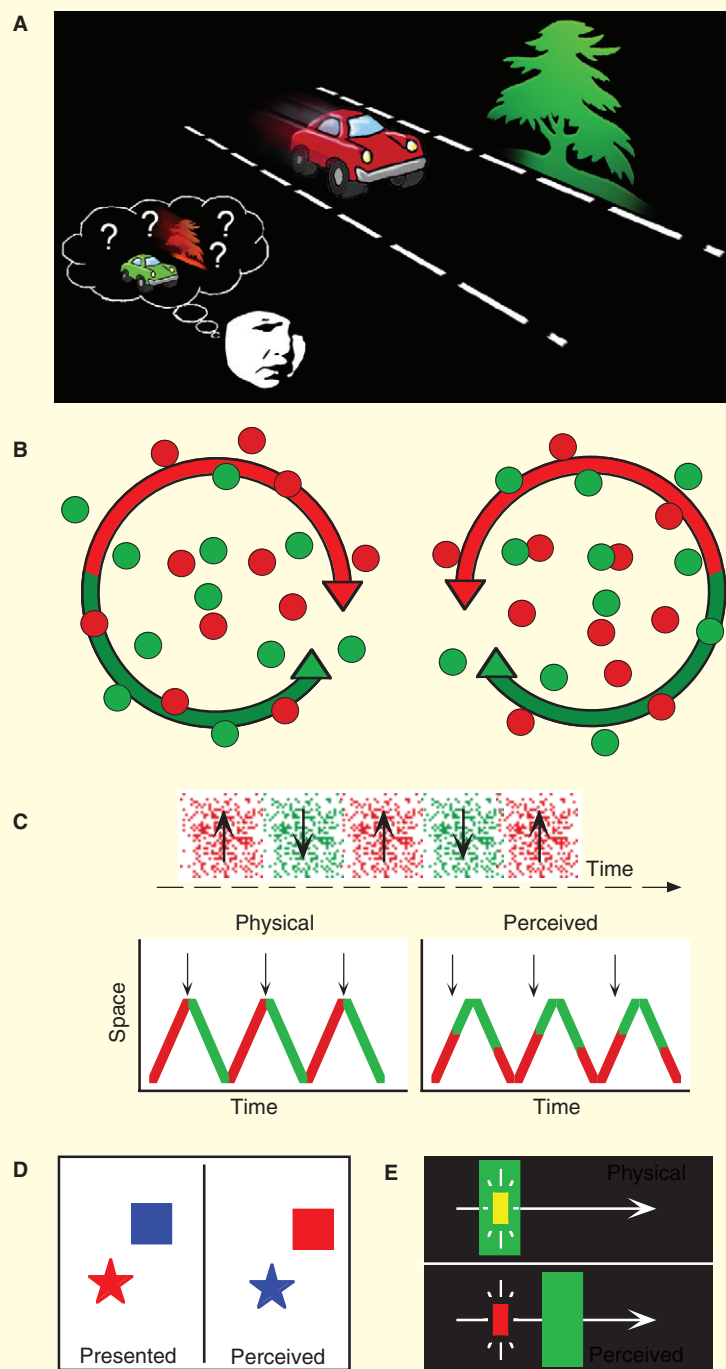 A
?
?
?
?
B
C
Time
Physical
Perceived
Space
Time
Time
D
E
Physical
Presented
Perceived
Perceived